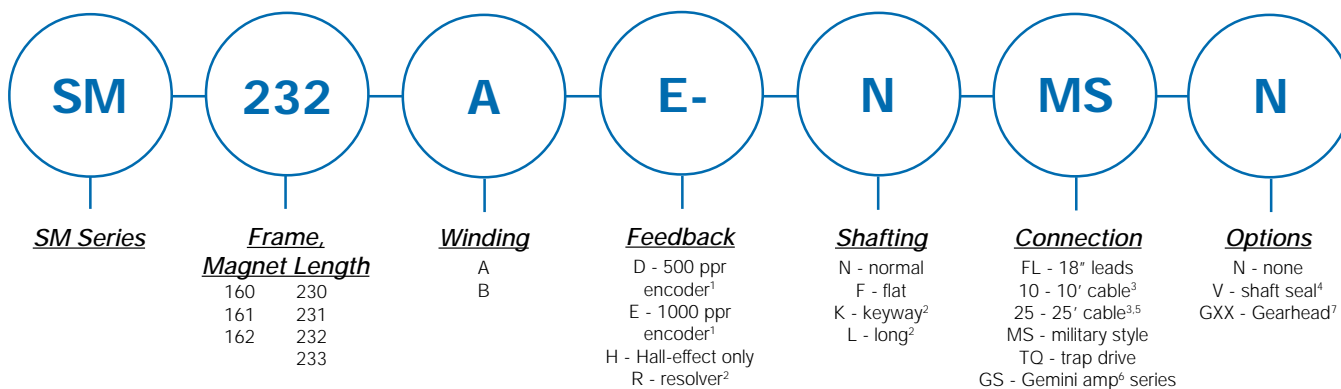 SM 232 A E- N MS N
SM Series
Frame,
Magnet Length
160 230
161 231
162 232
233
Winding
A
B
Feedback
D - 500 ppr
encoder¹
E - 1000 ppr
encoder¹
H - Hall-effect only
R - resolver²
Shafting
N - normal
F - flat
K - keyway²
L - long²
Connection
FL - 18" leads
10 - 10' cable³
25 - 25' cable³,⁵
MS - military style
TQ - trap drive
GS - Gemini amp⁶ series
Options
N - none
V - shaft seal⁴
GXX - Gearhead⁷